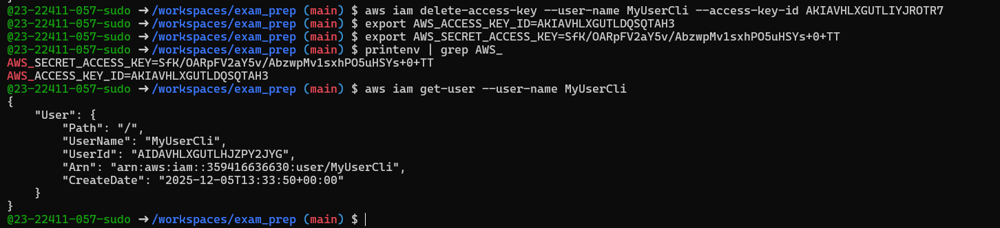 }
@23-22411-057-sudo ➜/workspaces/exam_prep (main) $ aws iam delete-access-key --user-name MyUserCli --access-key-id AKIAVHLXGUTLIYJROTR7
@23-22411-057-sudo ➜/workspaces/exam_prep (main) $ export AWS_ACCESS_KEY_ID=AKIAVHLXGUTLDQSQTAH3
@23-22411-057-sudo ➜/workspaces/exam_prep (main) $ export AWS_SECRET_ACCESS_KEY=SfK/OARpFV2aY5v/AbzwpMv1sxhPO5uHSYs+0+TT
@23-22411-057-sudo ➜/workspaces/exam_prep (main) $ printenv | grep AWS_
AWS_SECRET_ACCESS_KEY=SfK/OARpFV2aY5v/AbzwpMv1sxhPO5uHSYs+0+TT
AWS_ACCESS_KEY_ID=AKIAVHLXGUTLDQSQTAH3
@23-22411-057-sudo ➜/workspaces/exam_prep (main) $ aws iam get-user --user-name MyUserCli
{
    "User": {
        "Path": "/",
        "UserName": "MyUserCli",
        "UserId": "AIDAVHLXGUTLHJZPY2JYG",
        "Arn": "arn:aws:iam::359416636630:user/MyUserCli",
        "CreateDate": "2025-12-05T13:33:50+00:00"
    }
}
@23-22411-057-sudo ➜/workspaces/exam_prep (main) $